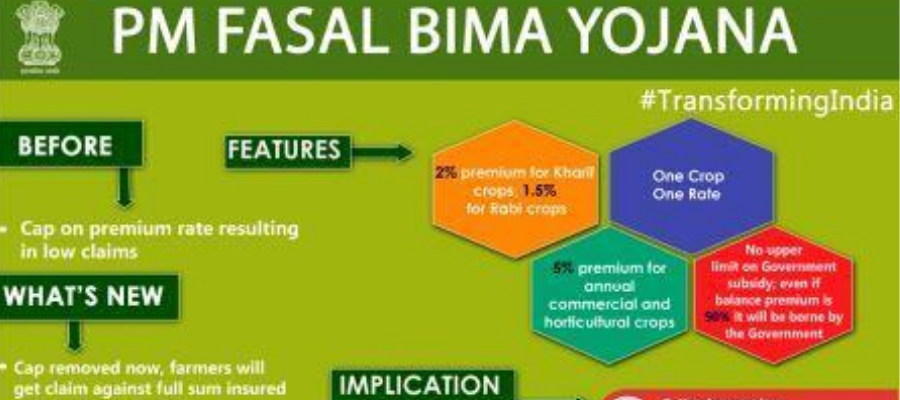 PM FASAL BIMA YOJANA
#TransformingIndia
BEFORE
• Cap on premium rate resulting
in low claims
WHAT'S NEW
• Cap removed now, farmers will
get claim against full sum insured
FEATURES
2% premium for Kharif
crops, 1.5%
for Rabi crops
One Crop
One Rate
5% premium for
annual
commercial and
horticultural crops
No upper
limit on Government
subsidy; even if
balance premium is
90% it will be borne by
the Government
IMPLICATION